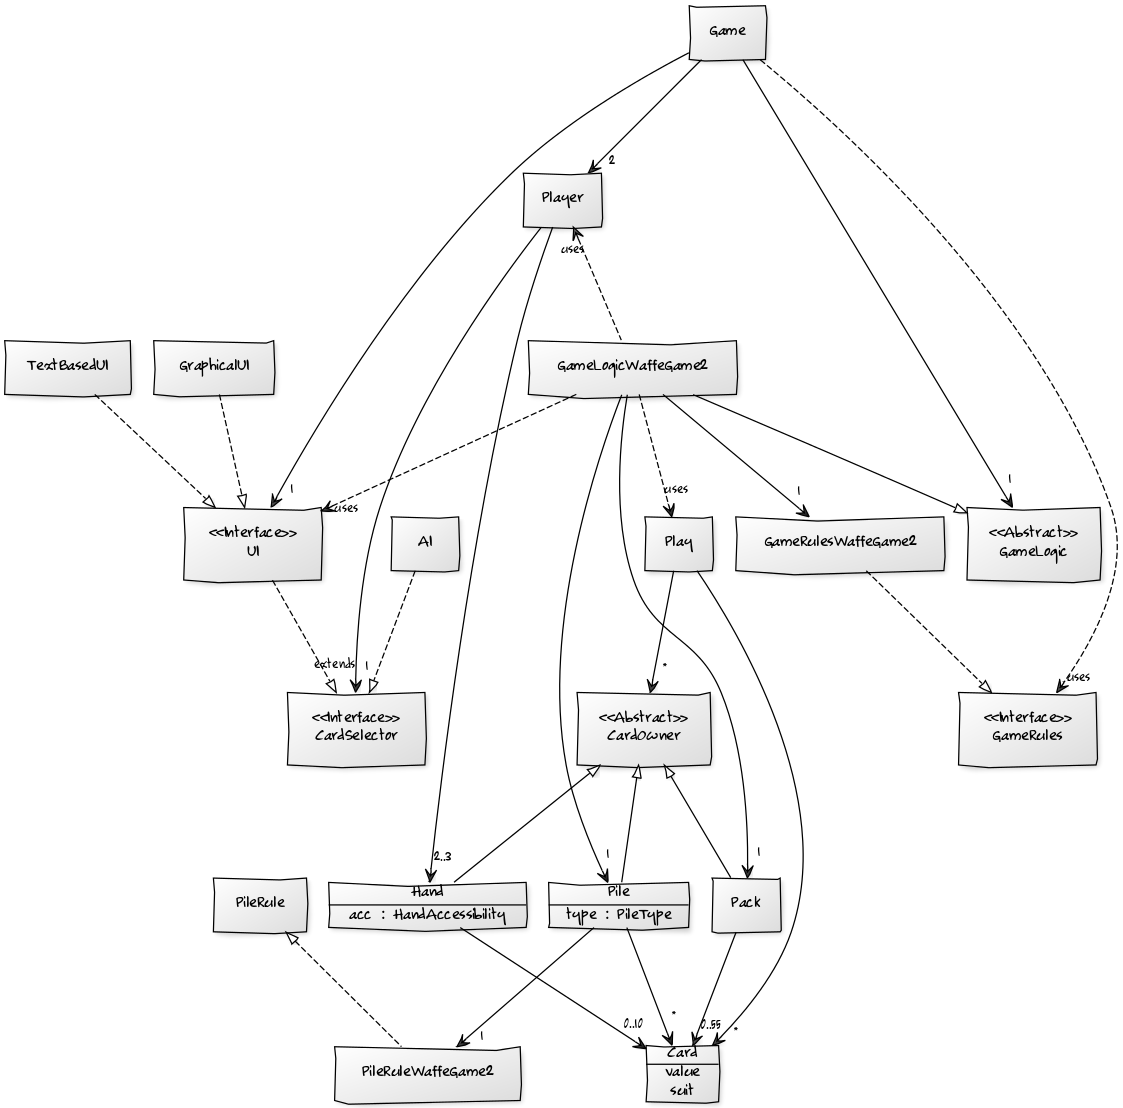 Game
2
Player
uses
TextBasedUI
GraphicalUI
GameLogicWaffeGame2
1
uses
uses
1
1
<<Interface>>
UI
AI
Play
GameRulesWaffeGame2
<<Abstract>>
GameLogic
extends
1
*
uses
<<Interface>>
CardSelector
<<Abstract>>
CardOwner
<<Interface>>
GameRules
2..3
1
1
PileRule
Hand
acc : HandAccessibility
Pile
type : PileType
Pack
0..10
*
0..55
*
1
PileRuleWaffeGame2
Card
value
suit